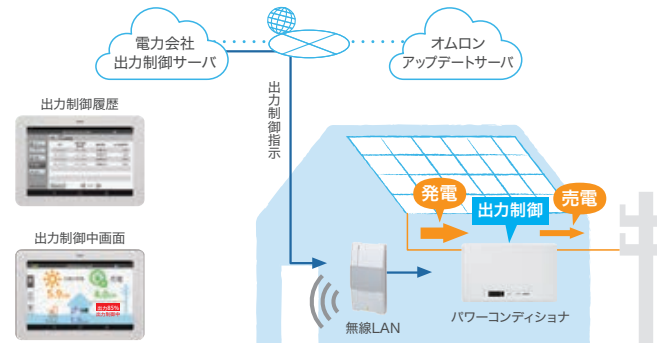 電力会社
出力制御サーバ
オムロン
アップデートサーバ
出力制御履歴
出力制御指示
発電
出力制御
売電
出力制御中画面
無線LAN
パワーコンディショナ